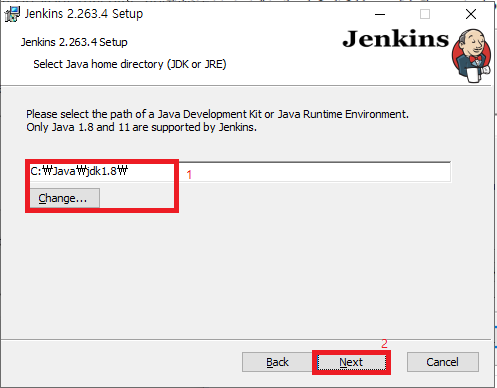 Jenkins 2.263.4 Setup
Jenkins 2.263.4 Setup
Jenkins
Select Java home directory (JDK or JRE)
Please select the path of a Java Development Kit or Java Runtime Environment.
Only Java 1.8 and 11 are supported by Jenkins.
C:₩Java₩jdk1.8₩
1
Change...
2
Back
Next
Cancel